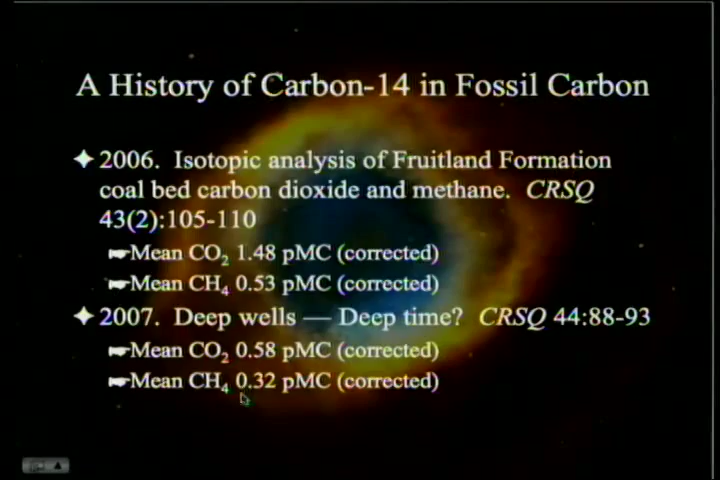 A History of Carbon-14 in Fossil Carbon
2006. Isotopic analysis of Fruitland Formation
coal bed carbon dioxide and methane. CRSQ
43(2):105-110
Mean CO₂ 1.48 pMC (corrected)
Mean CH₄ 0.53 pMC (corrected)
2007. Deep wells — Deep time? CRSQ 44:88-93
Mean CO₂ 0.58 pMC (corrected)
Mean CH₄ 0.32 pMC (corrected)